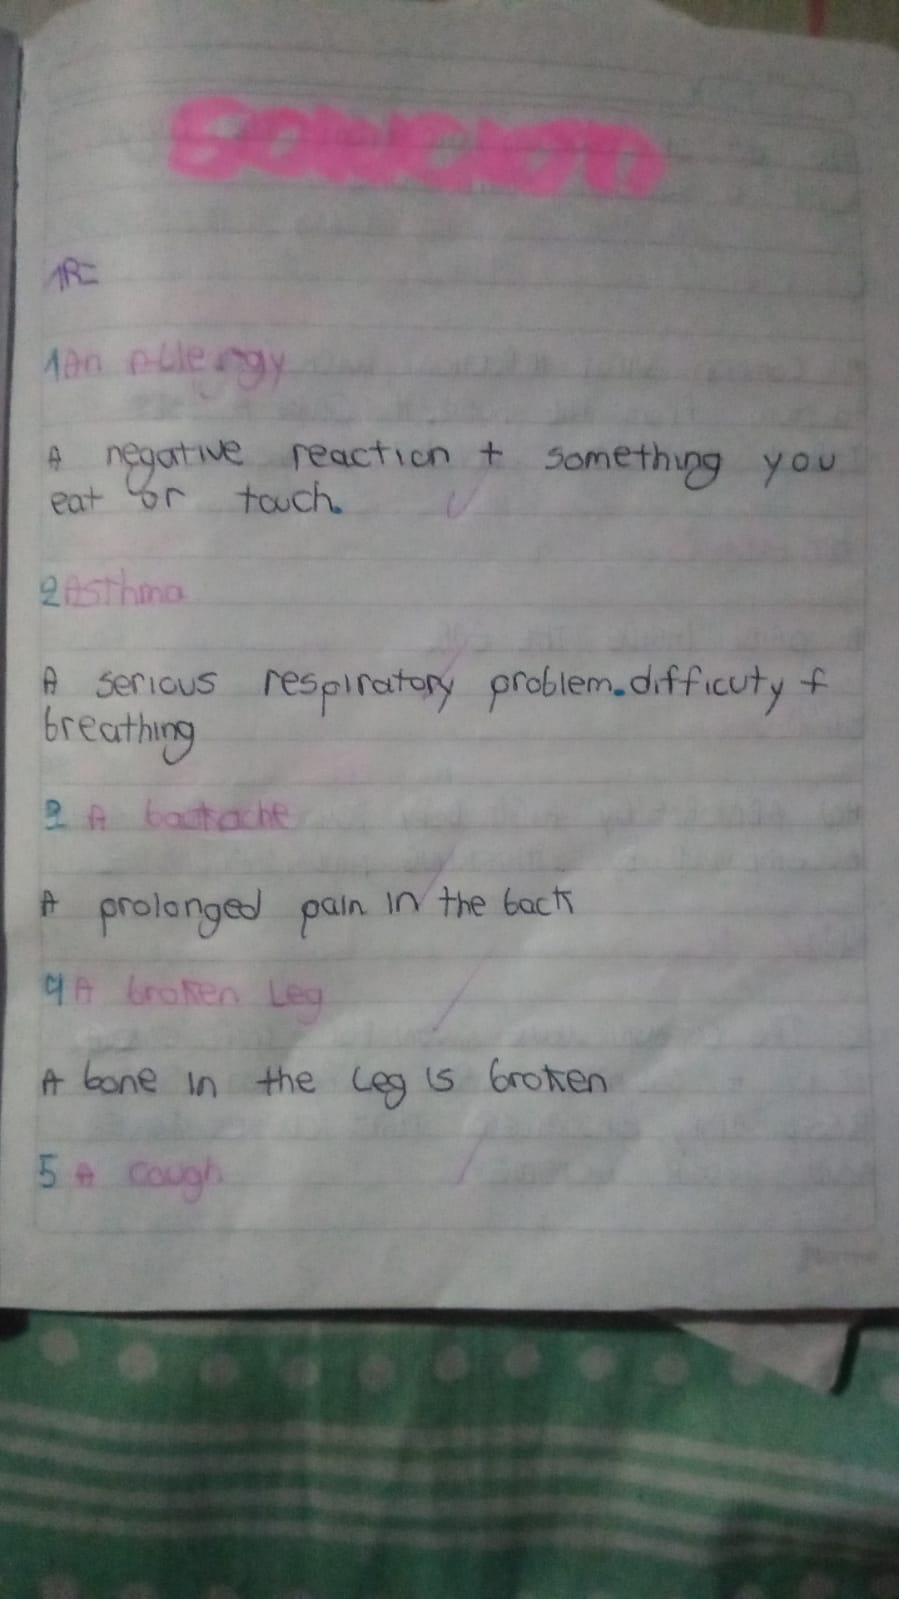 Solución
1R=
1 An Allergy
A negative reaction t something you
eat or touch.
2 Asthma
A serious respiratory problem. difficuty f
breathing
3 A backache
A prolonged pain in the back
4 A broken Leg
A bone in the Leg is broken
5 A cough